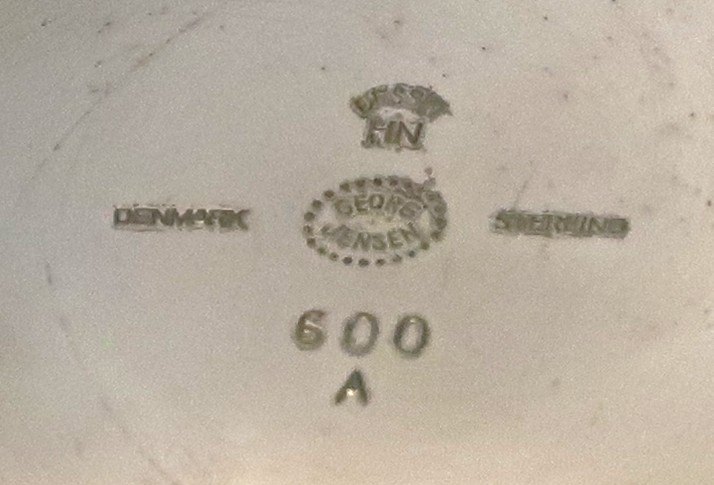 DESSIN
HN
GEORG
JENSEN
DENMARK
STERLING
600
A